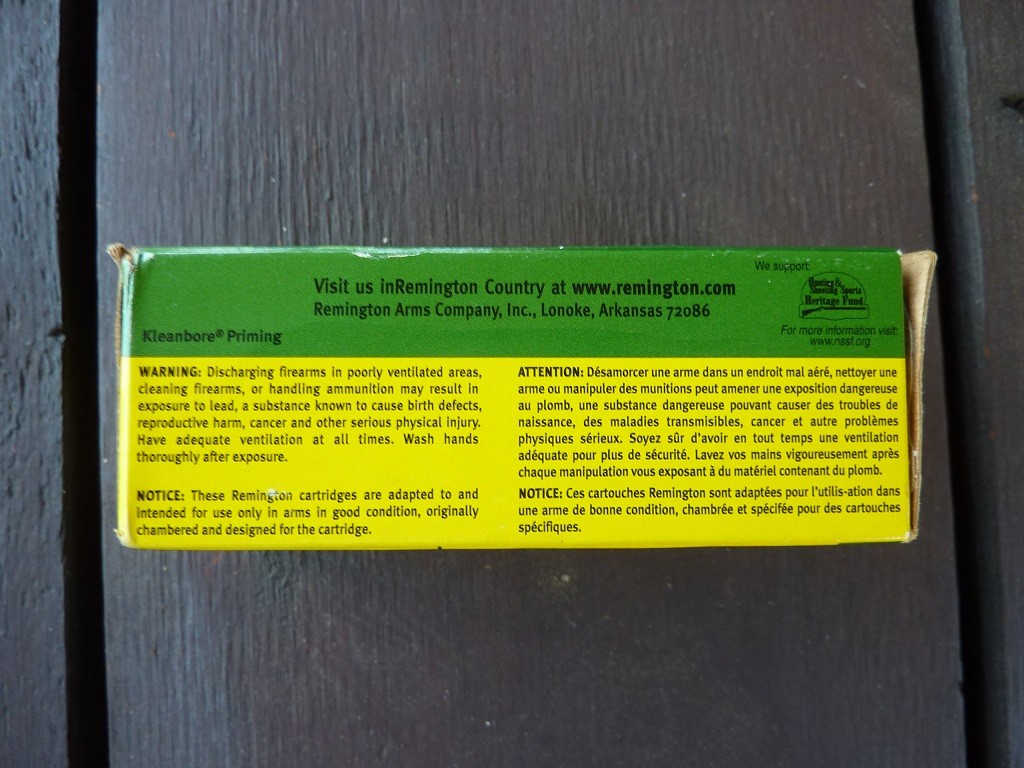 We support:
Hunting &
Shooting Sports
Heritage Fund
For more information visit:
www.nssf.org
Visit us inRemington Country at www.remington.com
Remington Arms Company, Inc., Lonoke, Arkansas 72086
Kleanbore® Priming
WARNING: Discharging firearms in poorly ventilated areas,
cleaning firearms, or handling ammunition may result in
exposure to lead, a substance known to cause birth defects,
reproductive harm, cancer and other serious physical injury.
Have adequate ventilation at all times. Wash hands
thoroughly after exposure.
NOTICE: These Remington cartridges are adapted to and
intended for use only in arms in good condition, originally
chambered and designed for the cartridge.
ATTENTION: Désamorcer une arme dans un endroit mal aéré, nettoyer une
arme ou manipuler des munitions peut amener une exposition dangereuse
au plomb, une substance dangereuse pouvant causer des troubles de
naissance, des maladies transmisibles, cancer et autre problèmes
physiques sérieux. Soyez sûr d'avoir en tout temps une ventilation
adéquate pour plus de sécurité. Lavez vos mains vigoureusement après
chaque manipulation vous exposant à du matériel contenant du plomb.
NOTICE: Ces cartouches Remington sont adaptées pour l'utilis-ation dans
une arme de bonne condition, chambrée et spécifée pour des cartouches
spécifiques.